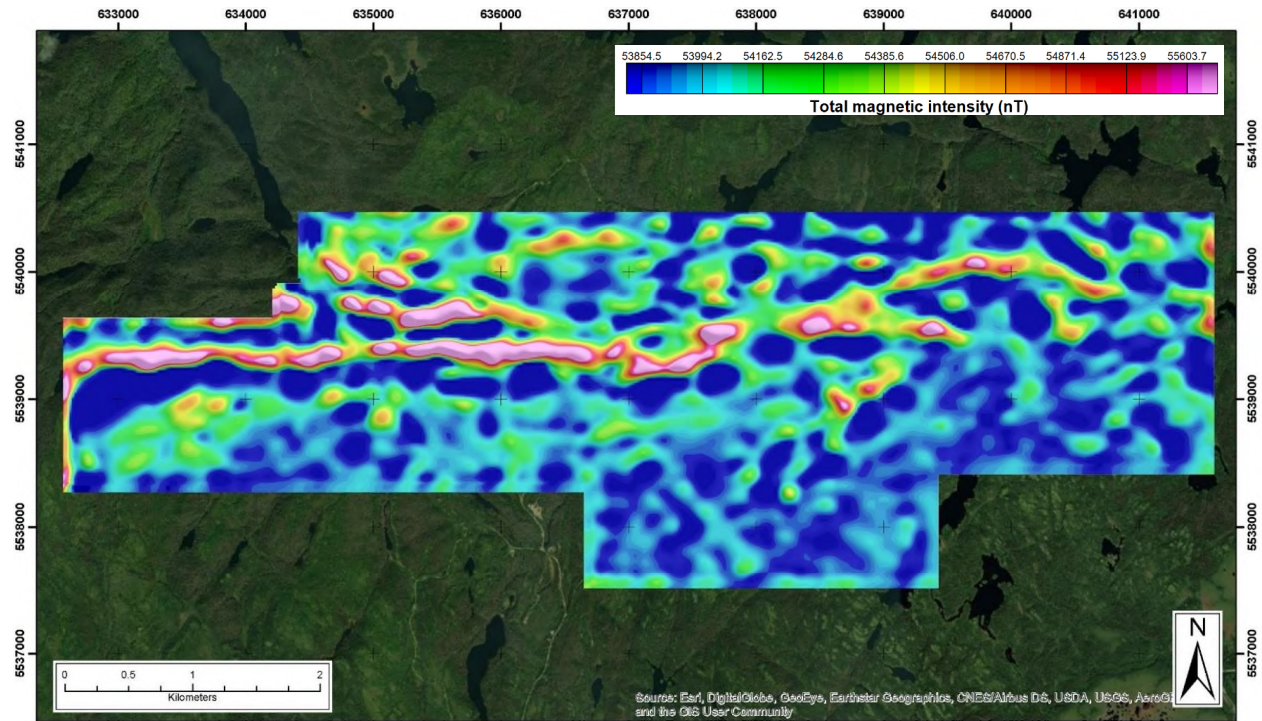 633000 634000 635000 636000 637000 638000 639000 640000 641000
53854.5 53994.2 54162.5 54284.6 54385.6 54506.0 54670.5 54871.4 55123.9 55603.7
Total magnetic intensity (nT)
5541000 5541000
5540000 5540000
5539000 5539000
5538000 5538000
5537000 5537000
N
0 0.5 1 2
Kilometers
Source: Esri, DigitalGlobe, GeoEye, Earthstar Geographics, CNES/Airbus DS, USDA, USGS, AeroG
and the GIS User Community